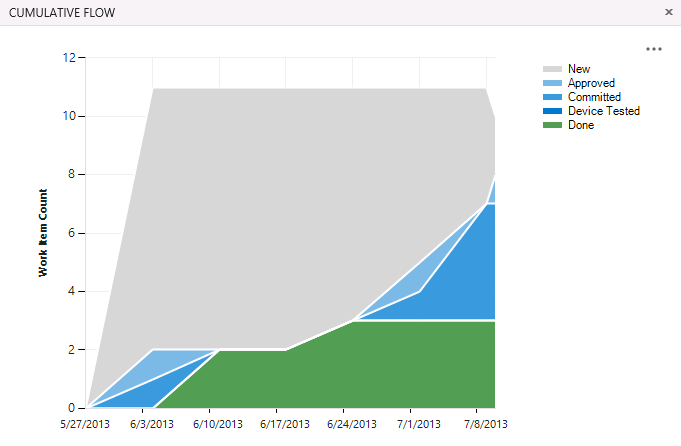 CUMULATIVE FLOW
×
...
New
Approved
Committed
Device Tested
Done
Work Item Count
12
10
8
6
4
2
0
5/27/2013 6/3/2013 6/10/2013 6/17/2013 6/24/2013 7/1/2013 7/8/2013